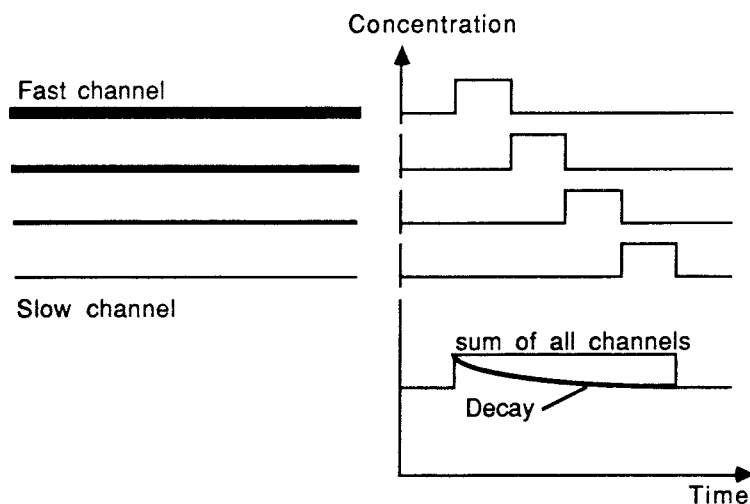 Concentration
Fast channel
Slow channel
sum of all channels
Decay
Time